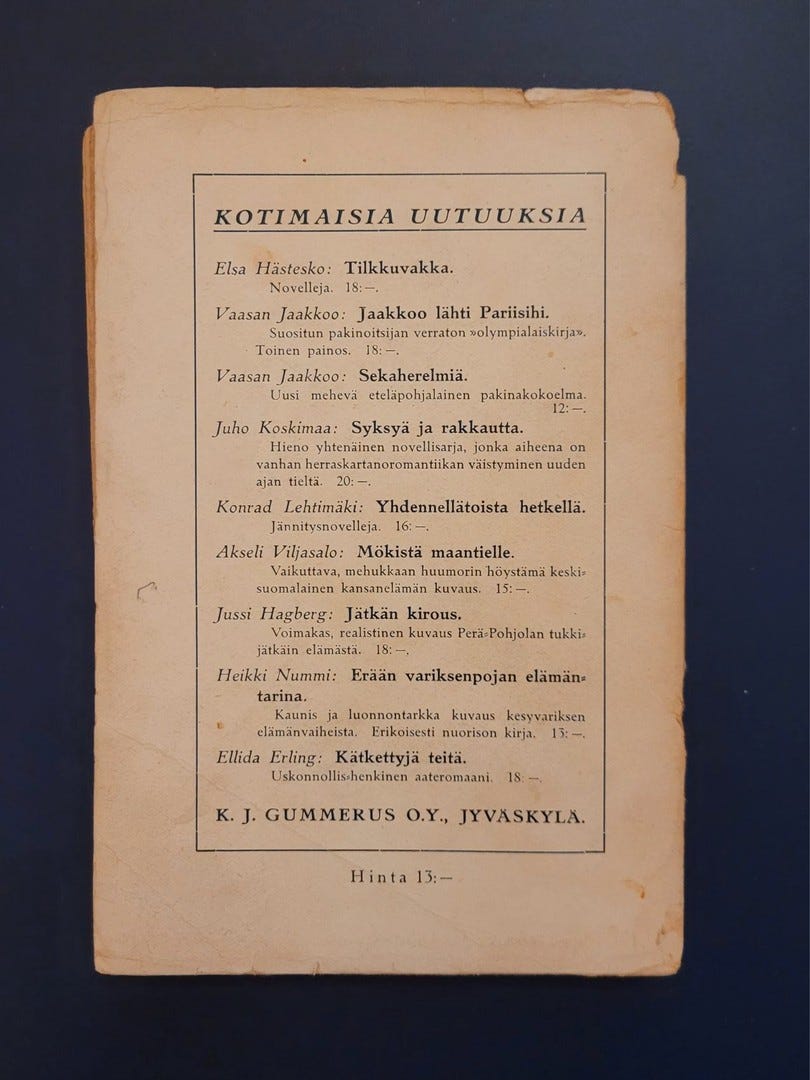 KOTIMAISIA UUTUUKSIA
Elsa Hästesko: Tilkkuvakka.
Novelleja. 18:—.
Vaasan Jaakkoo: Jaakkoo lähti Pariisihi.
Suositun pakinoitsijan verraton »olympialaiskirja».
Toinen painos. 18:—.
Vaasan Jaakkoo: Sekaherelmiä.
Uusi mehevä eteläpohjalainen pakinakokoelma.
12:—.
Juho Koskimaa: Syksyä ja rakkautta.
Hieno yhtenäinen novellisarja, jonka aiheena on
vanhan herraskartanoromantiikan väistyminen uuden
ajan tieltä. 20:—.
Konrad Lehtimäki: Yhdennellätoista hetkellä.
Jännitysnovelleja. 16:—.
Akseli Viljasalo: Mökistä maantielle.
Vaikuttava, mehukkaan huumorin höystämä keski-
suomalainen kansanelämän kuvaus. 15:—.
Jussi Hagberg: Jätkän kirous.
Voimakas, realistinen kuvaus Perä-Pohjolan tukki-
jätkäin elämästä. 18:—.
Heikki Nummi: Erään variksenpojan elämän-
tarina.
Kaunis ja luonnontarkka kuvaus kesyvariksen
elämänvaiheista. Erikoisesti nuorison kirja. 13:—.
Ellida Erling: Kätkettyjä teitä.
Uskonnollis-henkinen aateromaani. 18:—.
K. J. GUMMERUS O.Y., JYVÄSKYLÄ.
Hinta 13:—